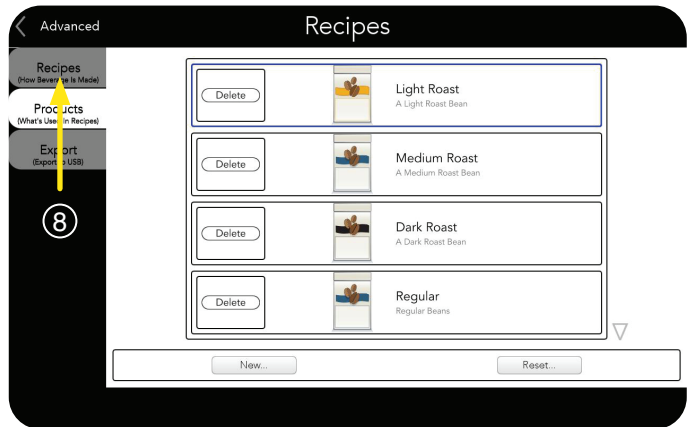 Advanced
Recipes
Recipes
(How Beverage Is Made)
Products
(What's Used In Recipes)
Export
(Export to USB)
⑧
Delete
Light Roast
A Light Roast Bean
Delete
Medium Roast
A Medium Roast Bean
Delete
Dark Roast
A Dark Roast Bean
Delete
Regular
Regular Beans
New...
Reset...